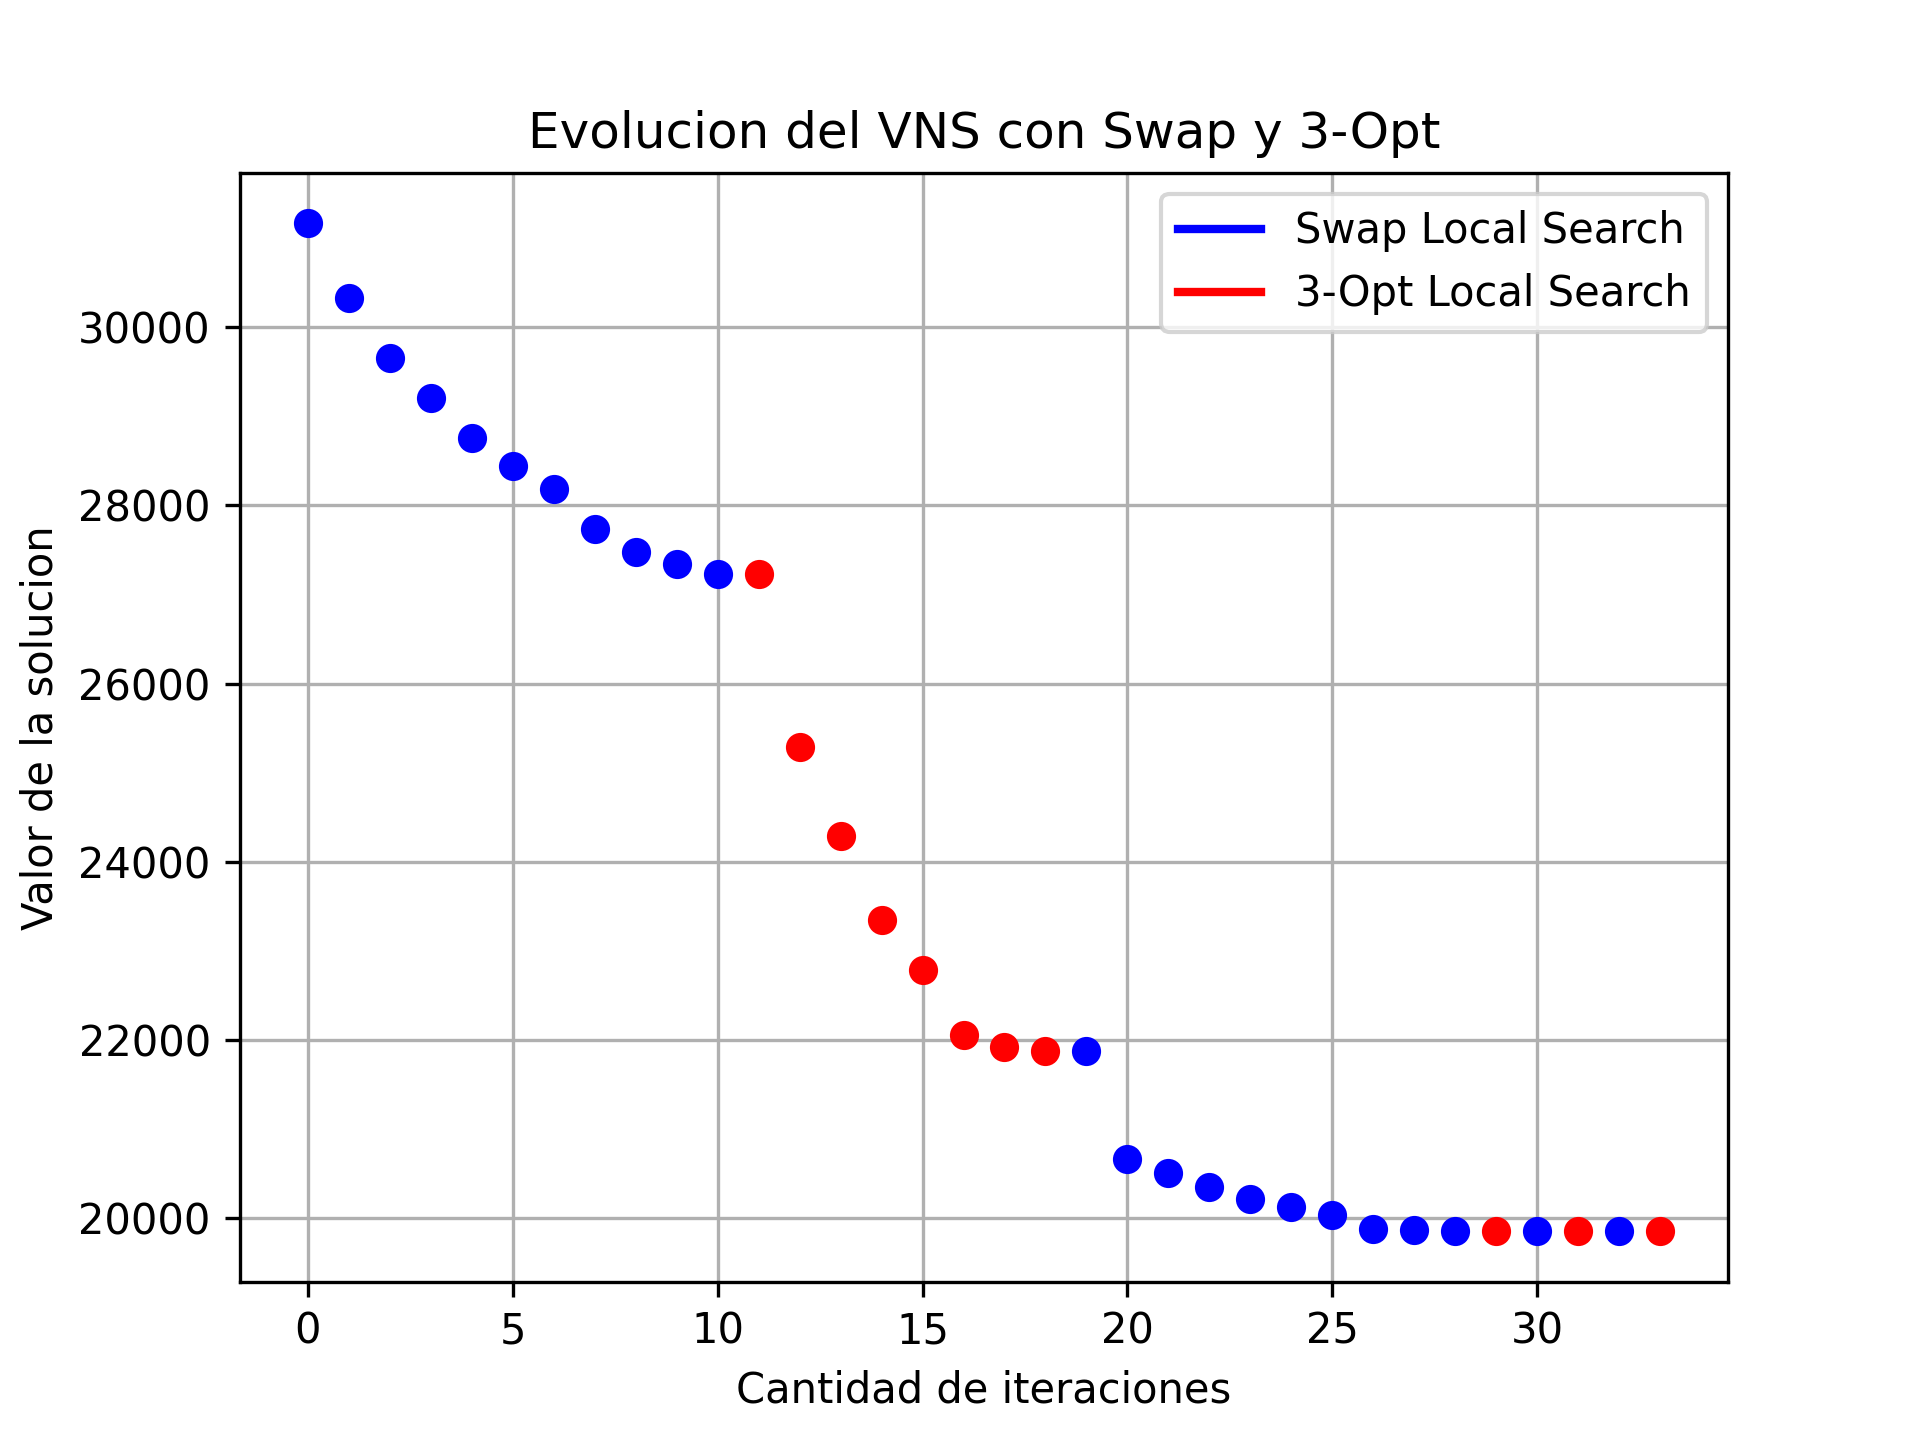 Evolucion del VNS con Swap y 3-Opt
Swap Local Search
3-Opt Local Search
Valor de la solucion
30000
28000
26000
24000
22000
20000
0 5 10 15 20 25 30
Cantidad de iteraciones